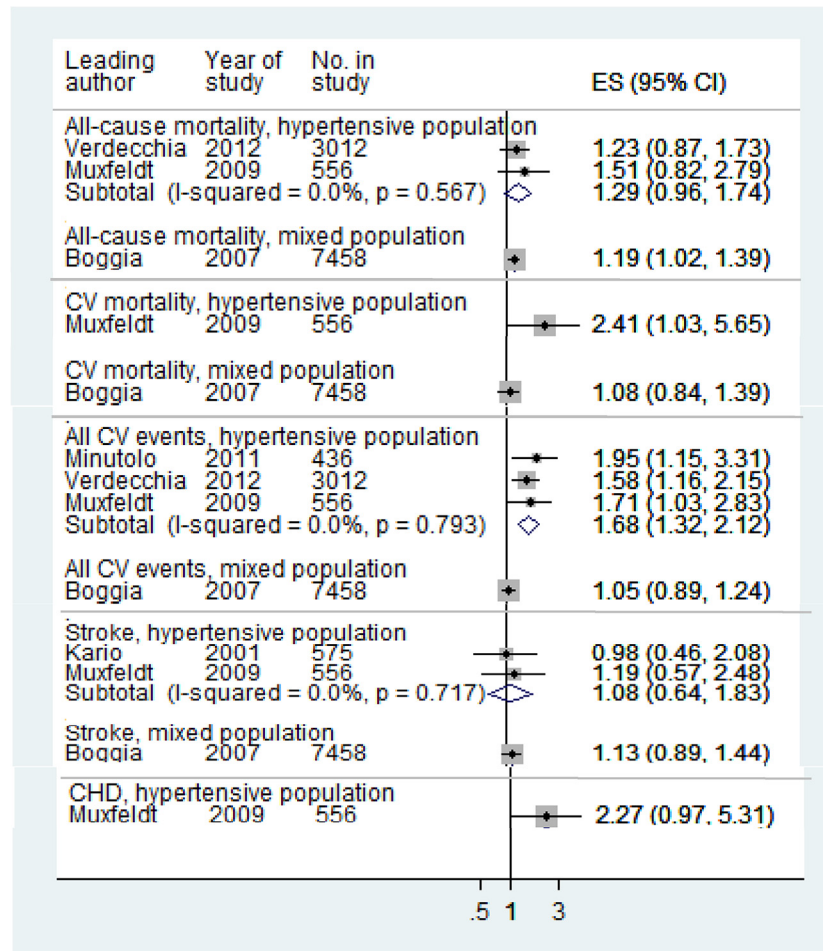 Leading author Year of study No. in study ES (95% CI)
All-cause mortality, hypertensive population
Verdecchia 2012 3012 1.23 (0.87, 1.73)
Muxfeldt 2009 556 1.51 (0.82, 2.79)
Subtotal (I-squared = 0.0%, p = 0.567) 1.29 (0.96, 1.74)
All-cause mortality, mixed population
Boggia 2007 7458 1.19 (1.02, 1.39)
CV mortality, hypertensive population
Muxfeldt 2009 556 2.41 (1.03, 5.65)
CV mortality, mixed population
Boggia 2007 7458 1.08 (0.84, 1.39)
All CV events, hypertensive population
Minutolo 2011 436 1.95 (1.15, 3.31)
Verdecchia 2012 3012 1.58 (1.16, 2.15)
Muxfeldt 2009 556 1.71 (1.03, 2.83)
Subtotal (I-squared = 0.0%, p = 0.793) 1.68 (1.32, 2.12)
All CV events, mixed population
Boggia 2007 7458 1.05 (0.89, 1.24)
Stroke, hypertensive population
Kario 2001 575 0.98 (0.46, 2.08)
Muxfeldt 2009 556 1.19 (0.57, 2.48)
Subtotal (I-squared = 0.0%, p = 0.717) 1.08 (0.64, 1.83)
Stroke, mixed population
Boggia 2007 7458 1.13 (0.89, 1.44)
CHD, hypertensive population
Muxfeldt 2009 556 2.27 (0.97, 5.31)
.5 1 3